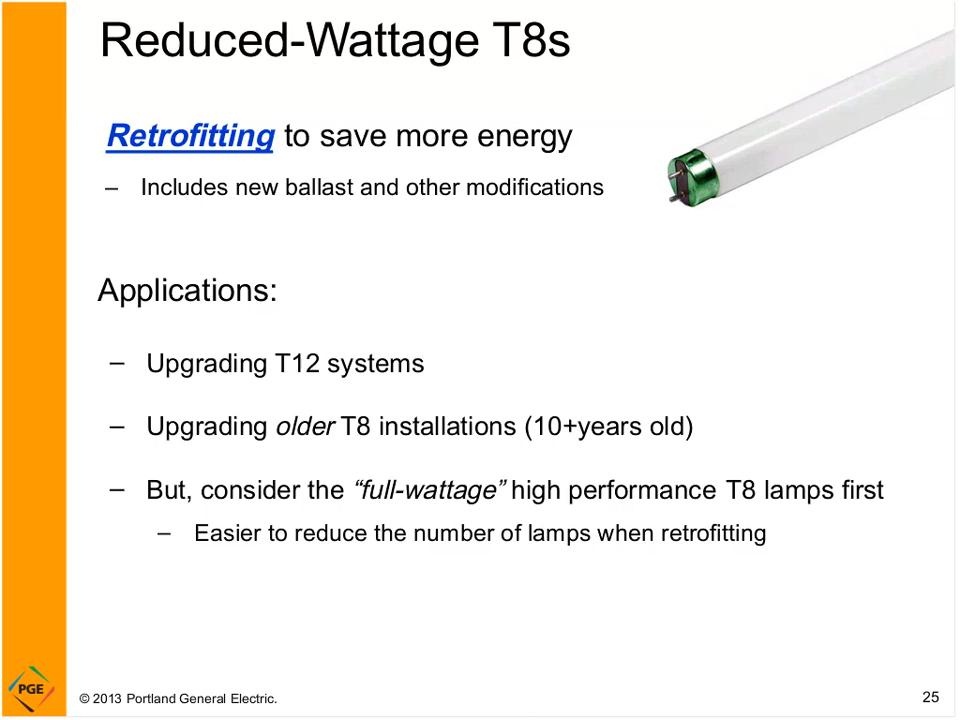 Reduced-Wattage T8s
Retrofitting to save more energy
– Includes new ballast and other modifications
Applications:
– Upgrading T12 systems
– Upgrading older T8 installations (10+years old)
– But, consider the “full-wattage” high performance T8 lamps first
– Easier to reduce the number of lamps when retrofitting
PGE
© 2013 Portland General Electric.
25